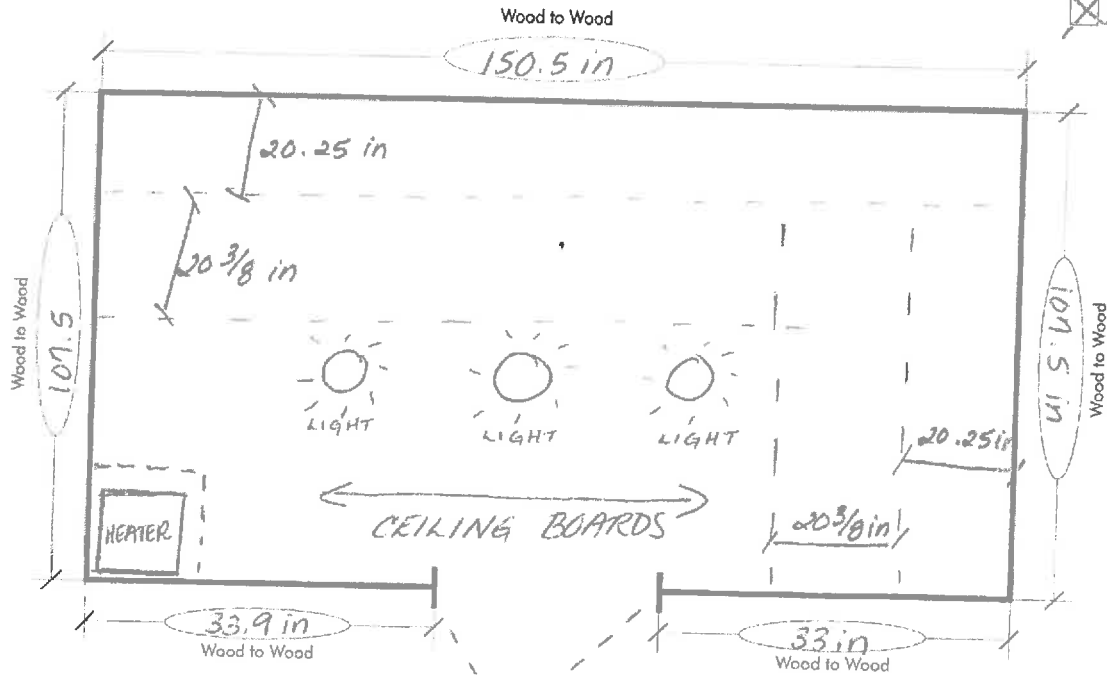 Wood to Wood
150.5 in
20.25 in
20 3/8 in
Wood to Wood
107.5
107.5 in
Wood to Wood
LIGHT
LIGHT
LIGHT
20.25in
CEILING BOARDS
20 3/8 in
HEATER
33.9 in
Wood to Wood
33 in
Wood to Wood